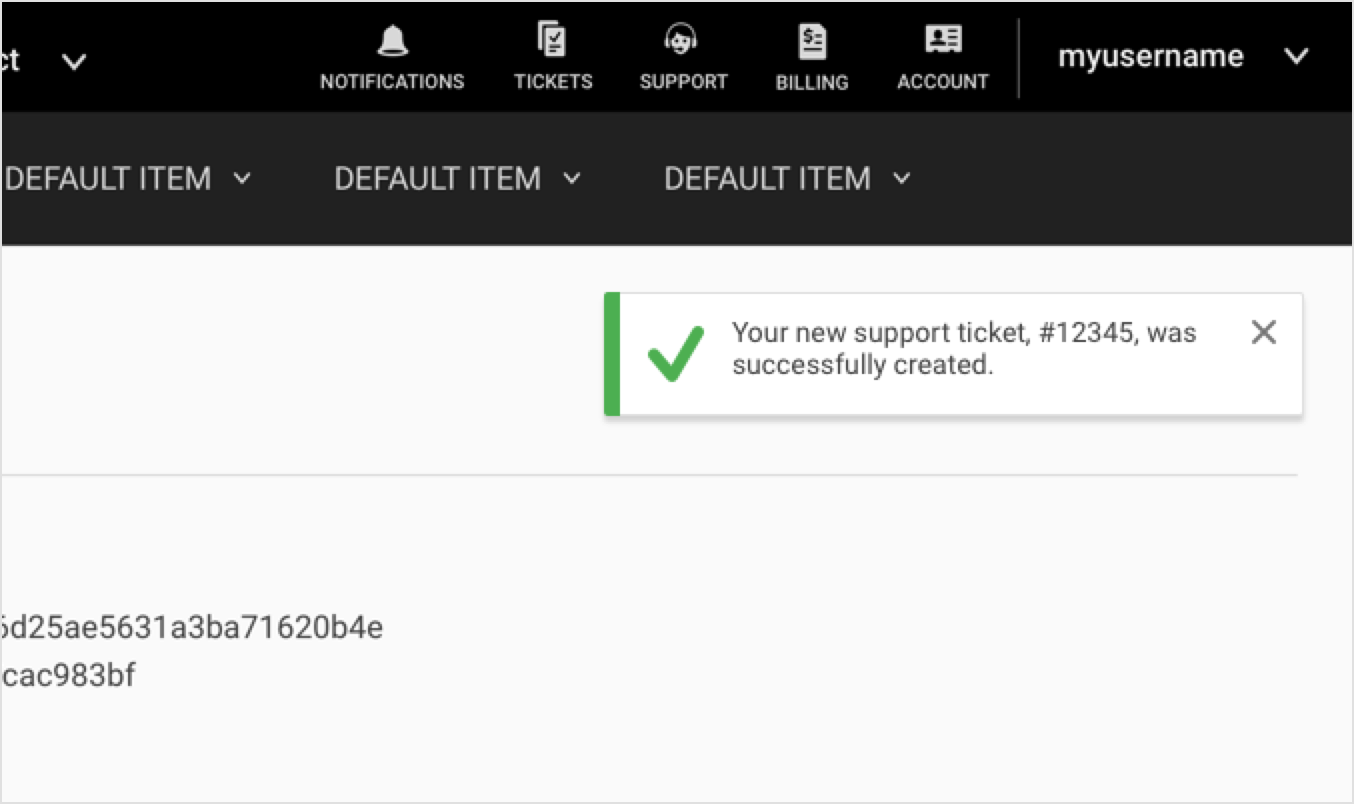 ct
NOTIFICATIONS TICKETS SUPPORT BILLING ACCOUNT myusername
DEFAULT ITEM DEFAULT ITEM DEFAULT ITEM
Your new support ticket, #12345, was
successfully created.
6d25ae5631a3ba71620b4e
cac983bf